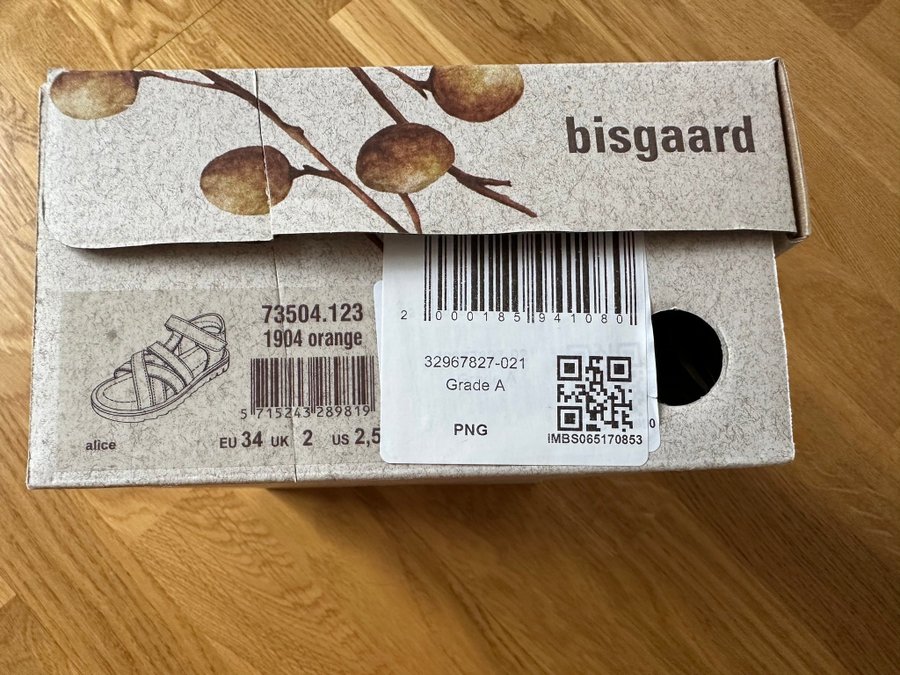 bisgaard
73504.123
1904 orange
5 715243 289819
EU 34 UK 2 US 2,5
alice
2 000185 941080
32967827-021
Grade A
PNG
IMBS065170853
0